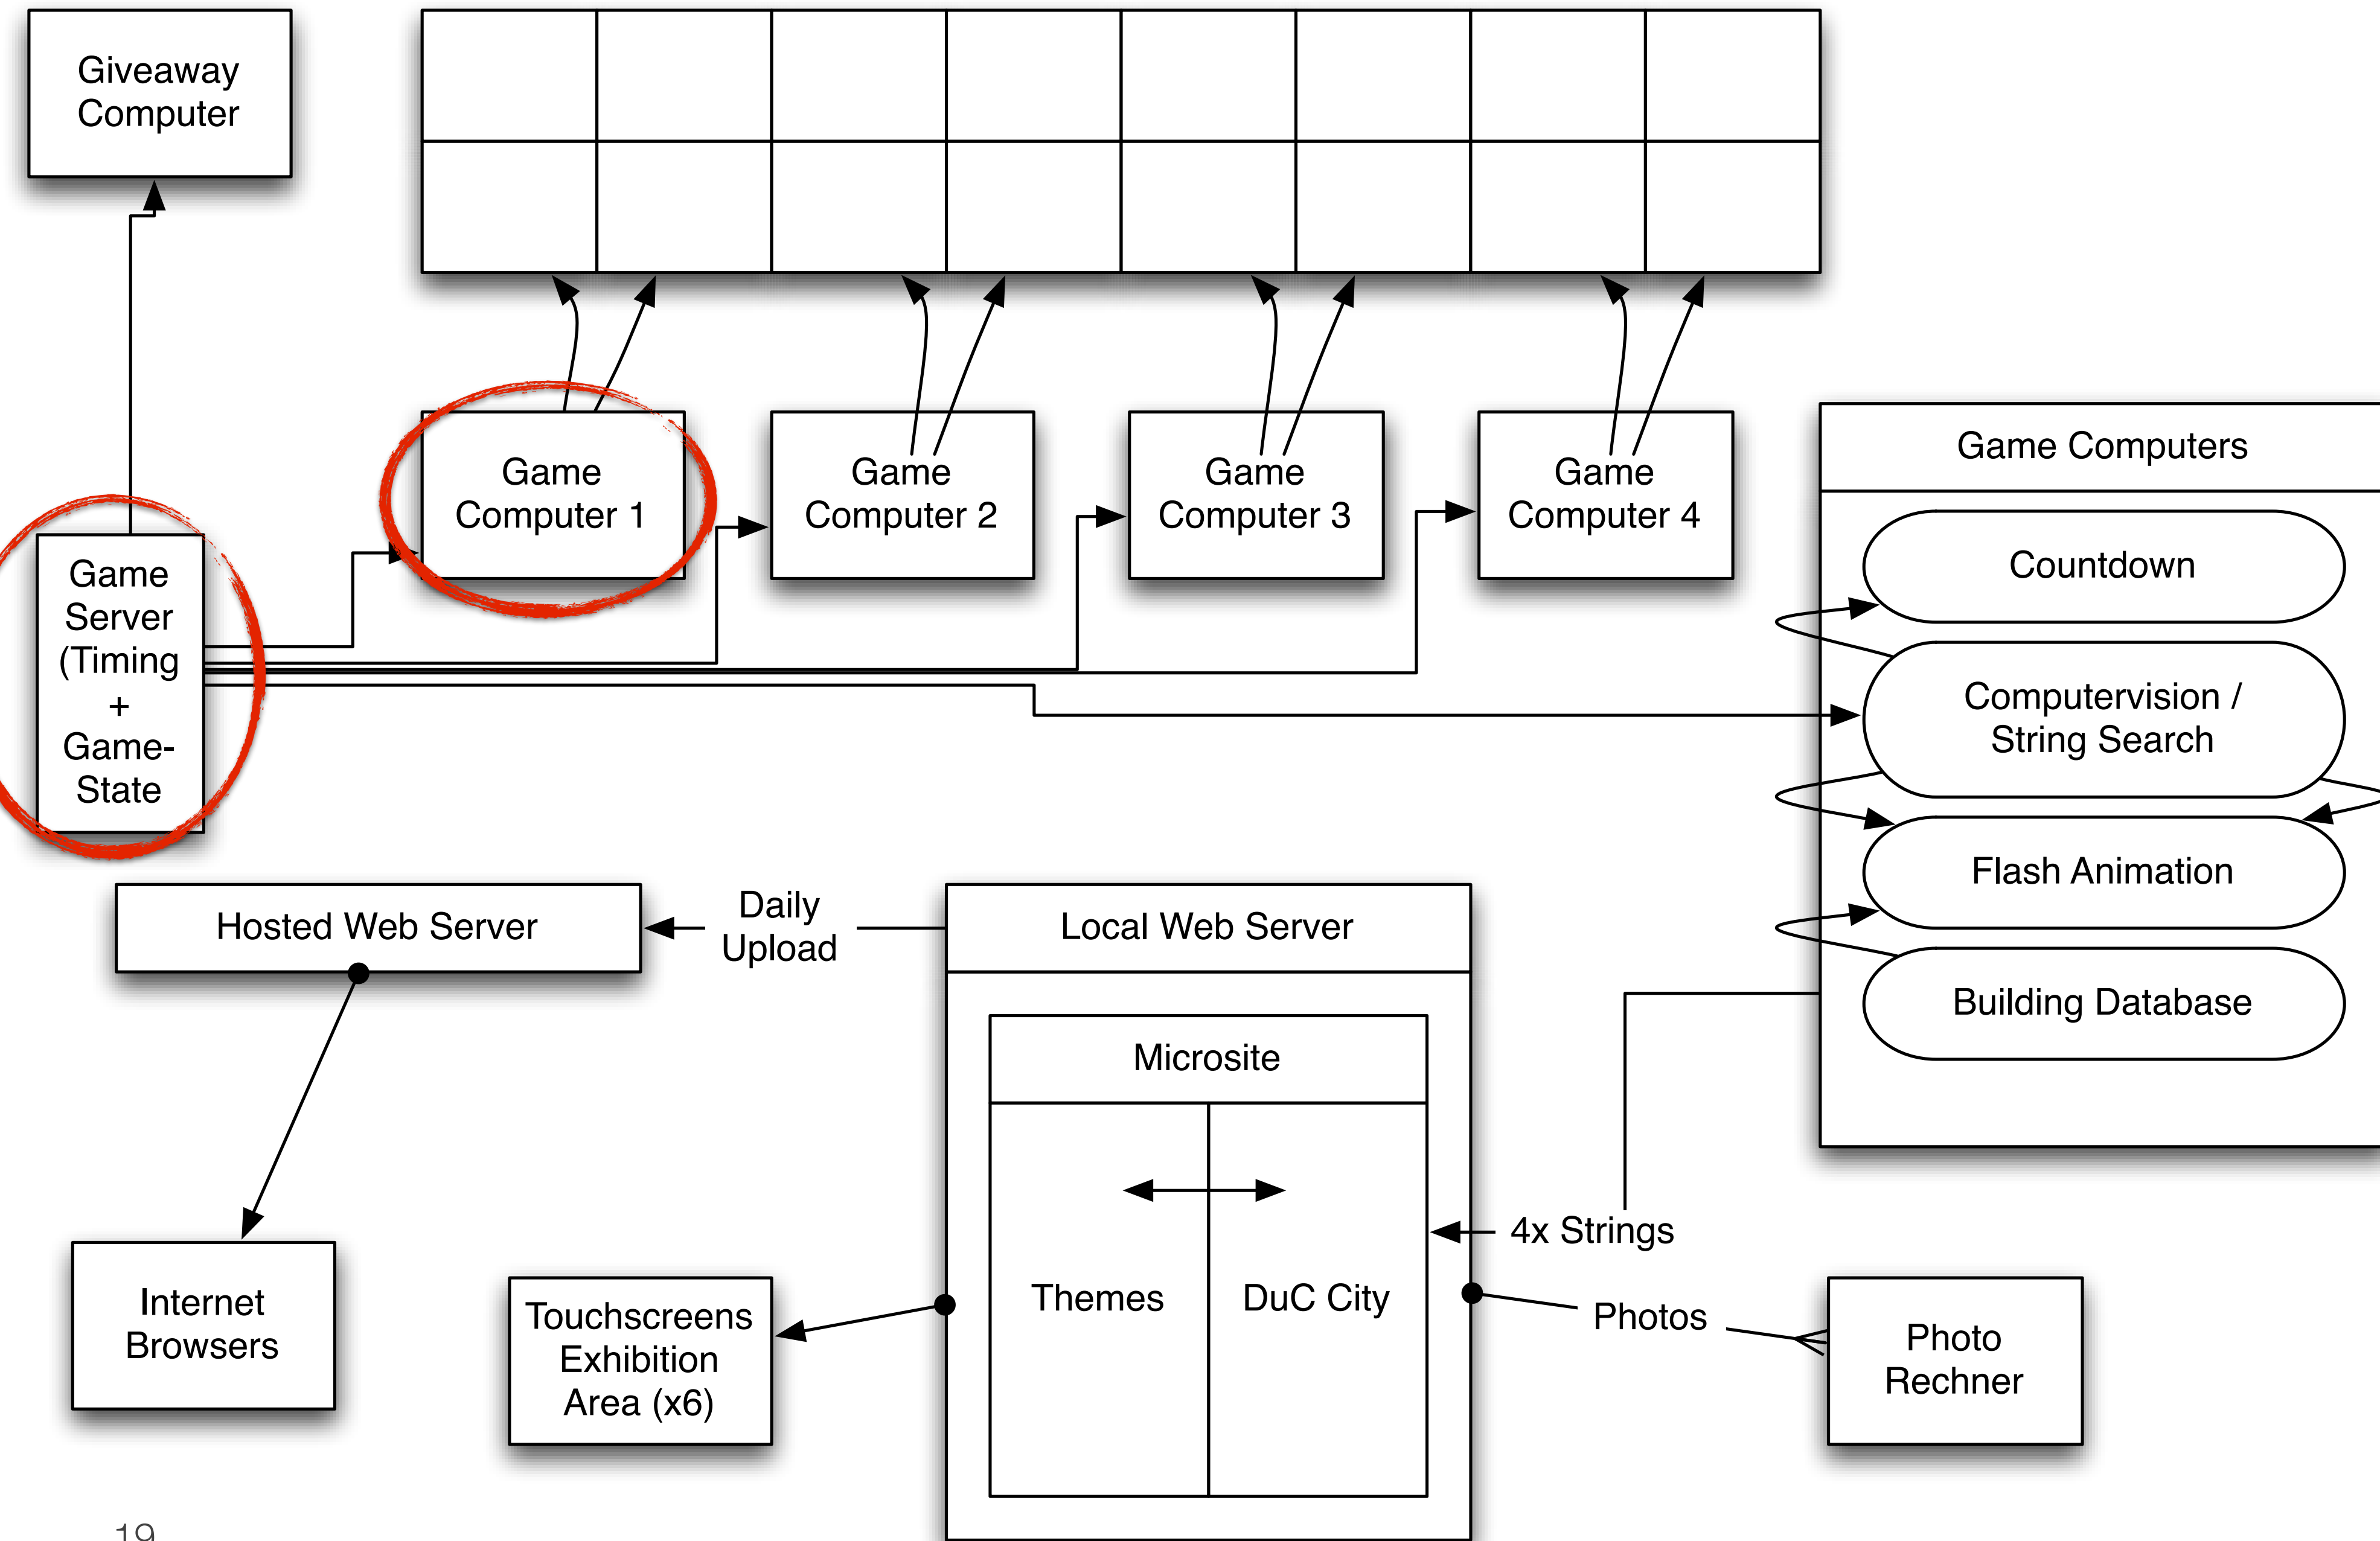 Giveaway
Computer
Game
Computer 1
Game
Computer 2
Game
Computer 3
Game
Computer 4
Game
Server
(Timing
+
Game-
State
Game Computers
Countdown
Computervision /
String Search
Flash Animation
Building Database
Hosted Web Server
Daily
Upload
Local Web Server
Microsite
Themes
DuC City
4x Strings
Photos
Internet
Browsers
Touchscreens
Exhibition
Area (x6)
Photo
Rechner
19